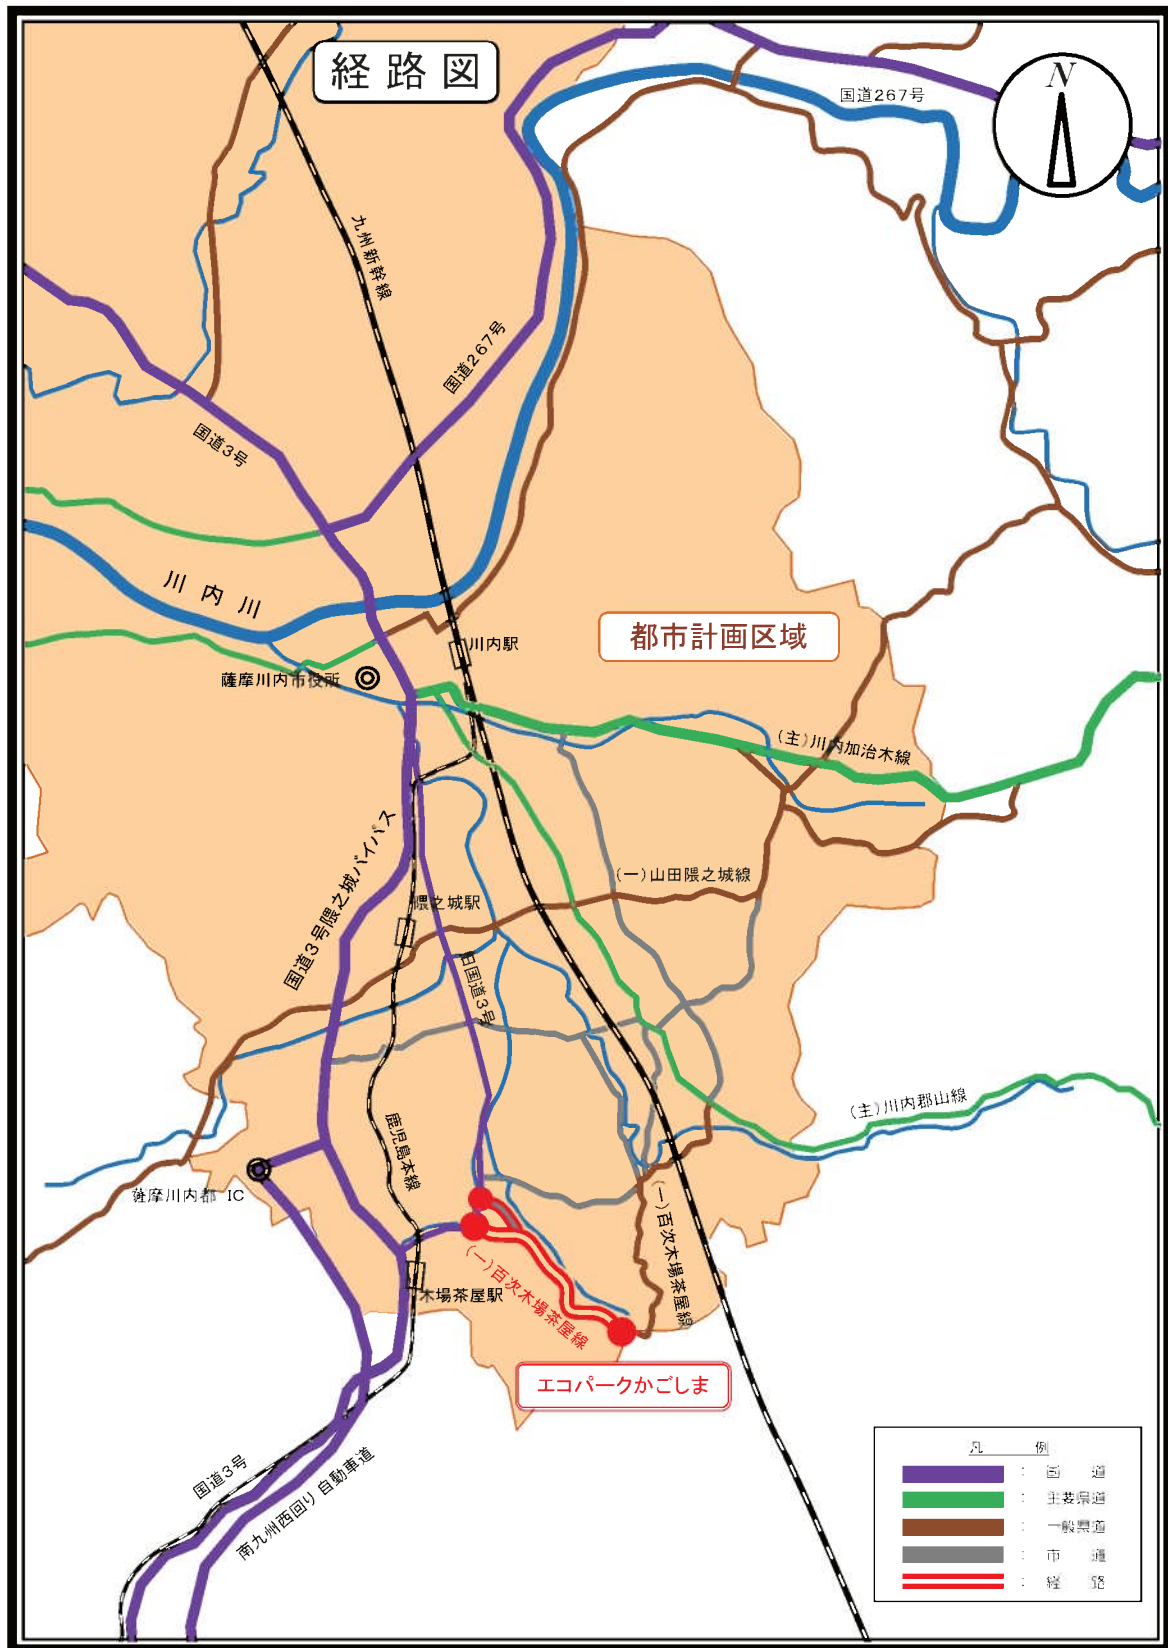 経路図
N
国道267号
九州新幹線
国道267号
国道3号
川内川
都市計画区域
川内駅
薩摩川内市役所
(主)川内加治木線
国道3号隈之城バイパス
(一)山田隈之城線
隈之城駅
旧国道3号
(主)川内郡山線
鹿児島本線
薩摩川内都 IC
(一)百次木場茶屋線
(一)百次木場茶屋線
木場茶屋駅
エコパークかごしま
国道3号
南九州西回り自動車道
凡 例
: 国 道
: 主要県道
: 一般県道
: 市 道
: 経 路